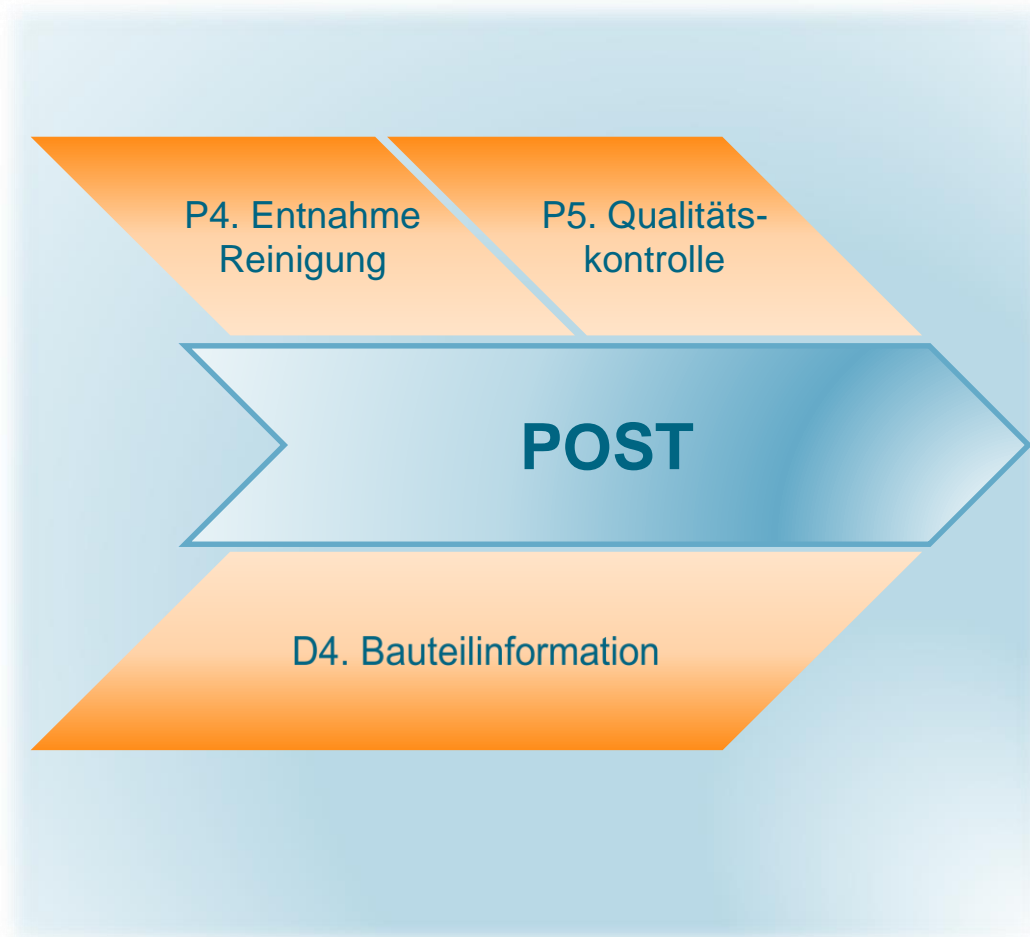 P4. Entnahme
Reinigung
P5. Qualitäts-
kontrolle
POST
D4. Bauteilinformation